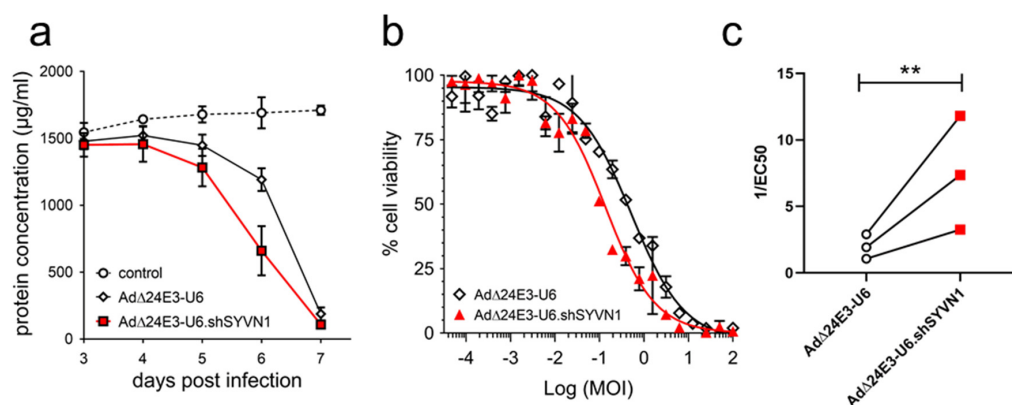 a
protein concentration (µg/ml)
2000
1500
1000
500
0
control
AdΔ24E3-U6
AdΔ24E3-U6.shSYVN1
3 4 5 6 7
days post infection
b
% cell viability
100
75
50
25
0
AdΔ24E3-U6
AdΔ24E3-U6.shSYVN1
-4 -3 -2 -1 0 1 2
Log (MOI)
c
**
1/EC50
15
10
5
0
AdΔ24E3-U6
AdΔ24E3-U6.shSYVN1